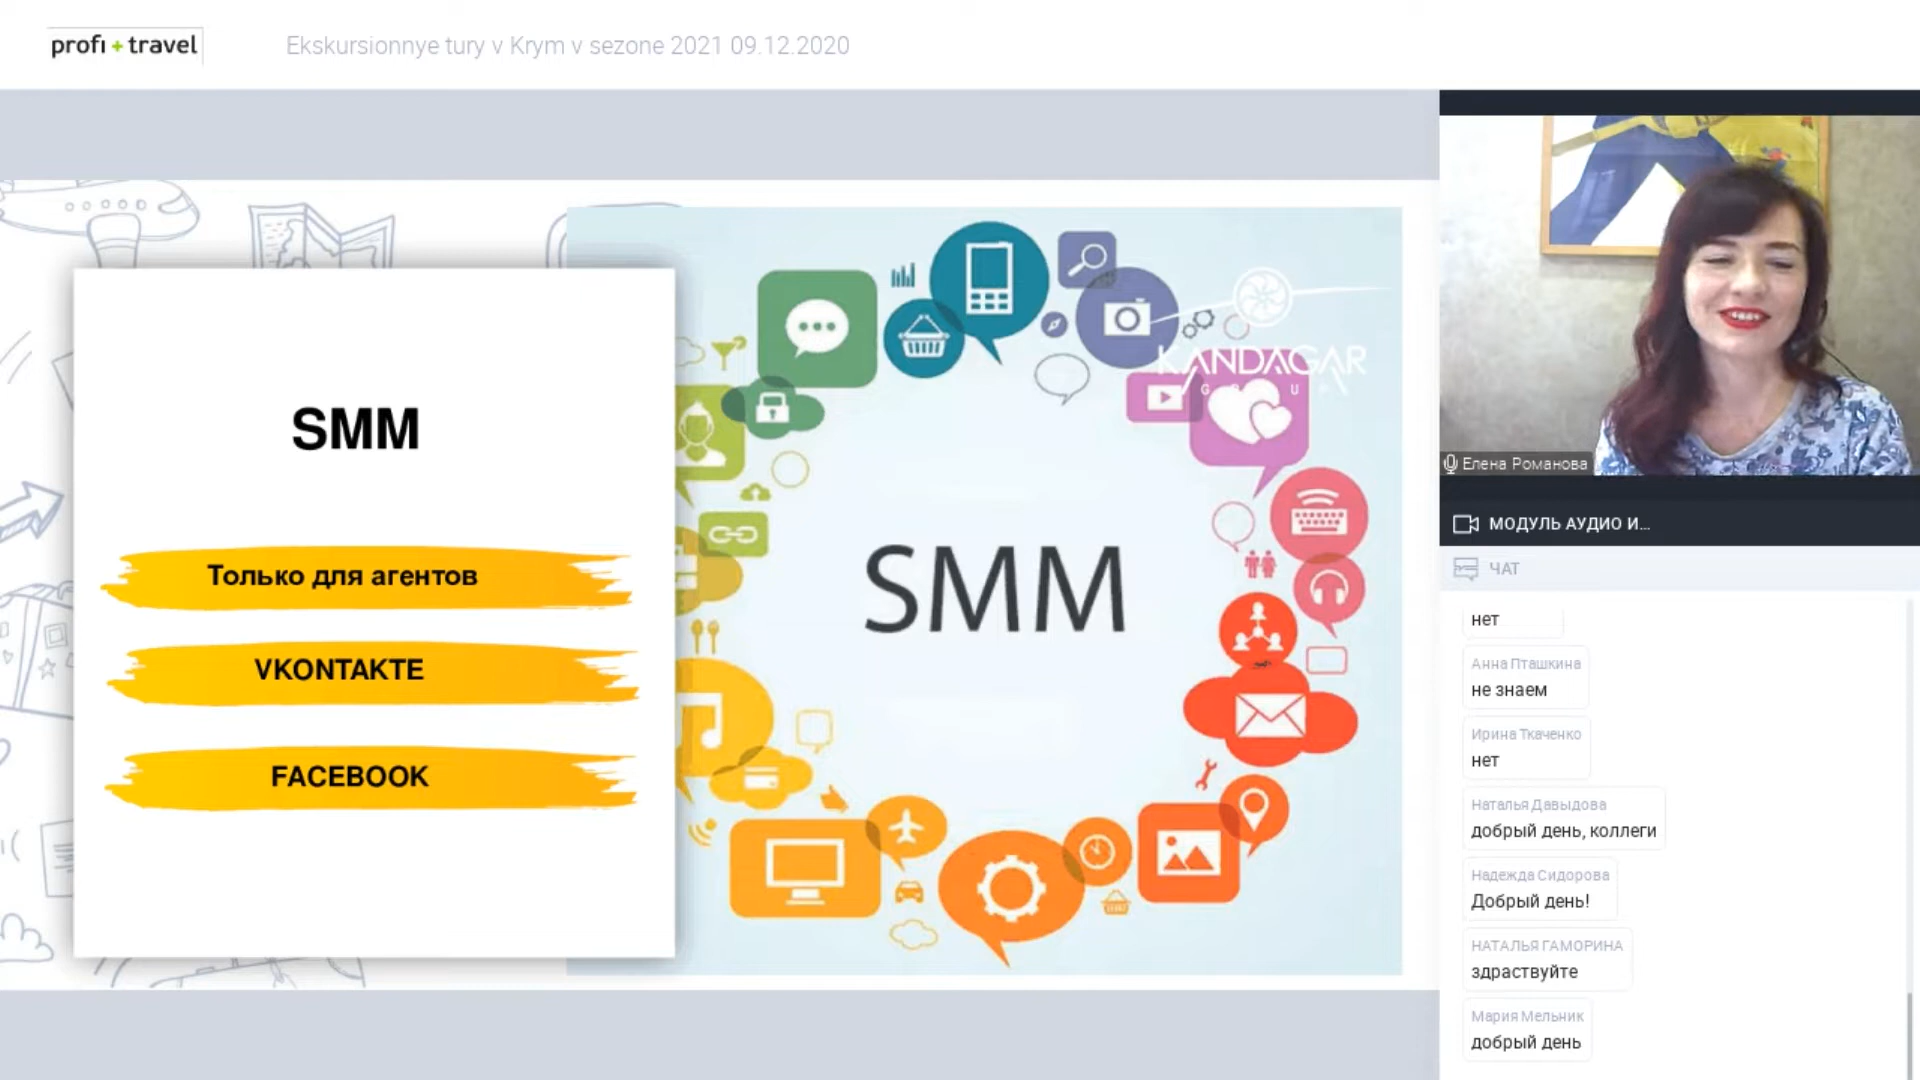 profi + travel
Ekskursionnye tury v Krym v sezone 2021 09.12.2020
SMM
Только для агентов
VKONTAKTE
FACEBOOK
KANDAGAR
GROUP
SMM
Елена Романова
МОДУЛЬ АУДИО И...
ЧАТ
нет
Анна Пташкина
не знаем
Ирина Ткаченко
нет
Наталья Давыдова
добрый день, коллеги
Надежда Сидорова
Добрый день!
НАТАЛЬЯ ГАМОРИНА
здраствуйте
Мария Мельник
добрый день